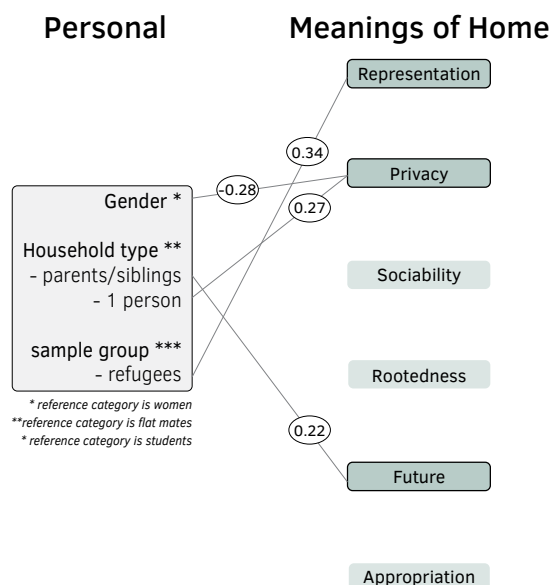 Personal
Meanings of Home
Representation
0.34
Privacy
-0.28
Gender *
0.27
Household type **
- parents/siblings
- 1 person
Sociability
sample group ***
- refugees
Rootedness
* reference category is women
**reference category is flat mates
* reference category is students
0.22
Future
Appropriation